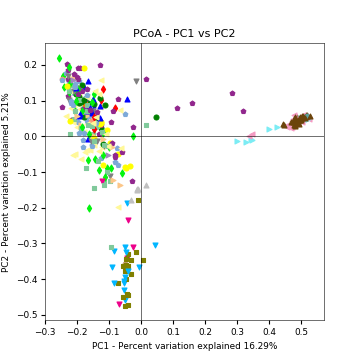 PCoA - PC1 vs PC2
PC2 - Percent variation explained 5.21%
0.2
0.1
0.0
−0.1
−0.2
−0.3
−0.4
−0.5
−0.3 −0.2 −0.1 0.0 0.1 0.2 0.3 0.4 0.5
PC1 - Percent variation explained 16.29%